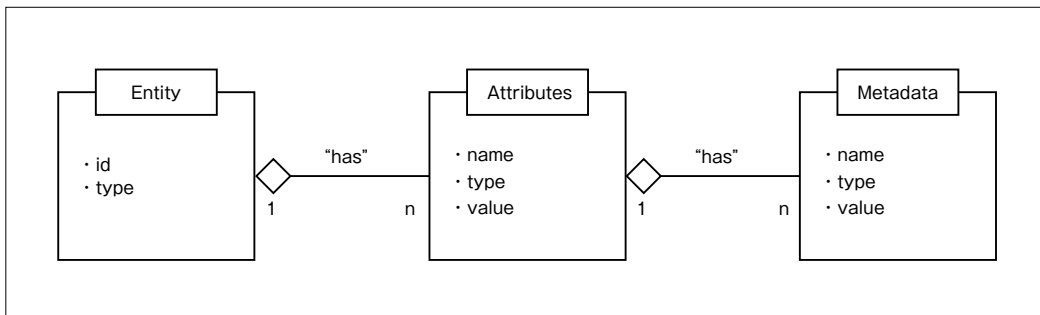 Entity
・id
・type
“has”
1
n
Attributes
・name
・type
・value
“has”
1
n
Metadata
・name
・type
・value